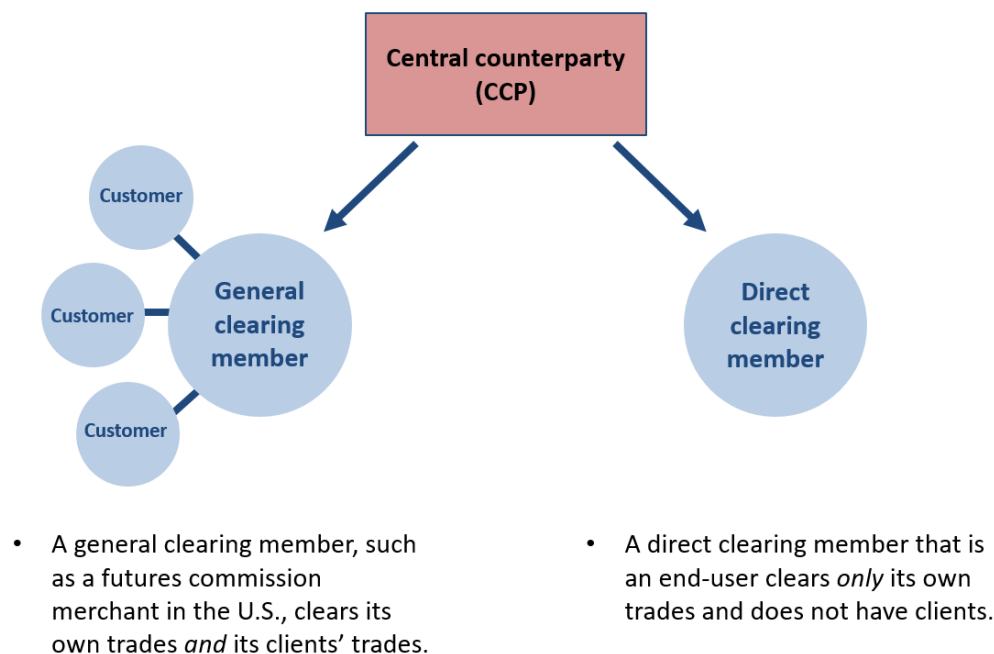 Central counterparty
(CCP)
Customer
Customer
Customer
General
clearing
member
Direct
clearing
member
• A general clearing member, such
as a futures commission
merchant in the U.S., clears its
own trades and its clients’ trades.
• A direct clearing member that is
an end-user clears only its own
trades and does not have clients.